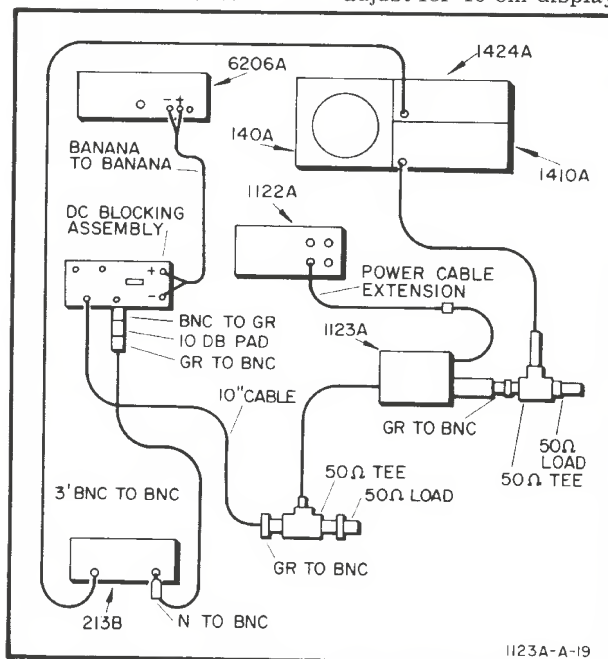 adjust for 10 cm display
6206A
1424A
140A
BANANA
TO BANANA
1410A
1122A
DC BLOCKING
ASSEMBLY
POWER CABLE
EXTENSION
1123A
BNC TO GR
10 DB PAD
GR TO BNC
10" CABLE
GR TO BNC
50Ω
LOAD
50Ω TEE
50Ω TEE
50Ω LOAD
3' BNC TO BNC
GR TO BNC
213B
N TO BNC
1123A-A-19
- +
+
-